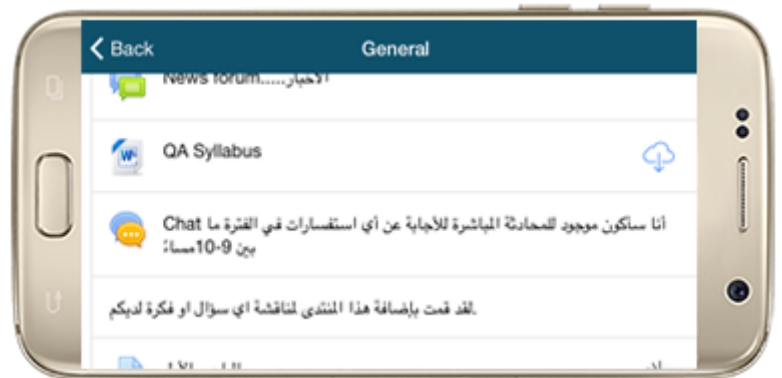 Back
General
News forum.....الأخبار
QA Syllabus
Chat أنا سأكون موجود للمحادثة المباشرة للأجابة عن أي استفسارات في الفترة ما
بين 9-10مساءً
.لقد قمت بإضافة هذا المنتدى لمناقشة اي سؤال او فكرة لديكم